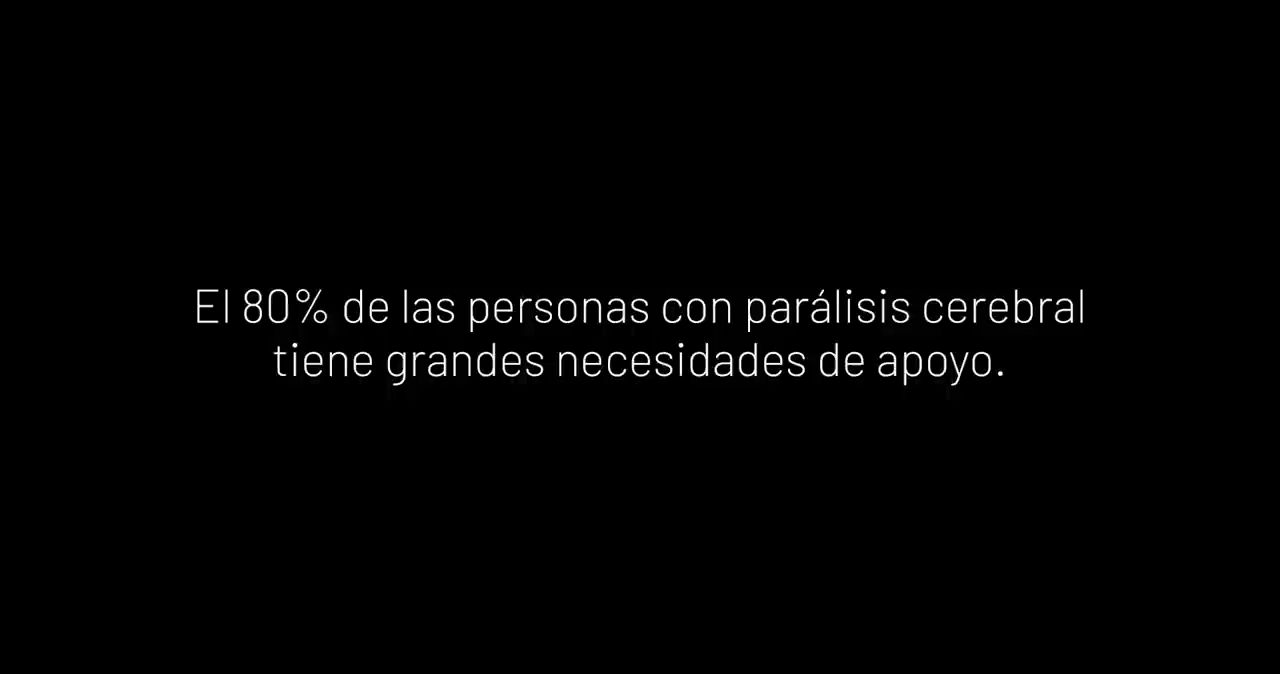 El 80% de las personas con parálisis cerebral
tiene grandes necesidades de apoyo.